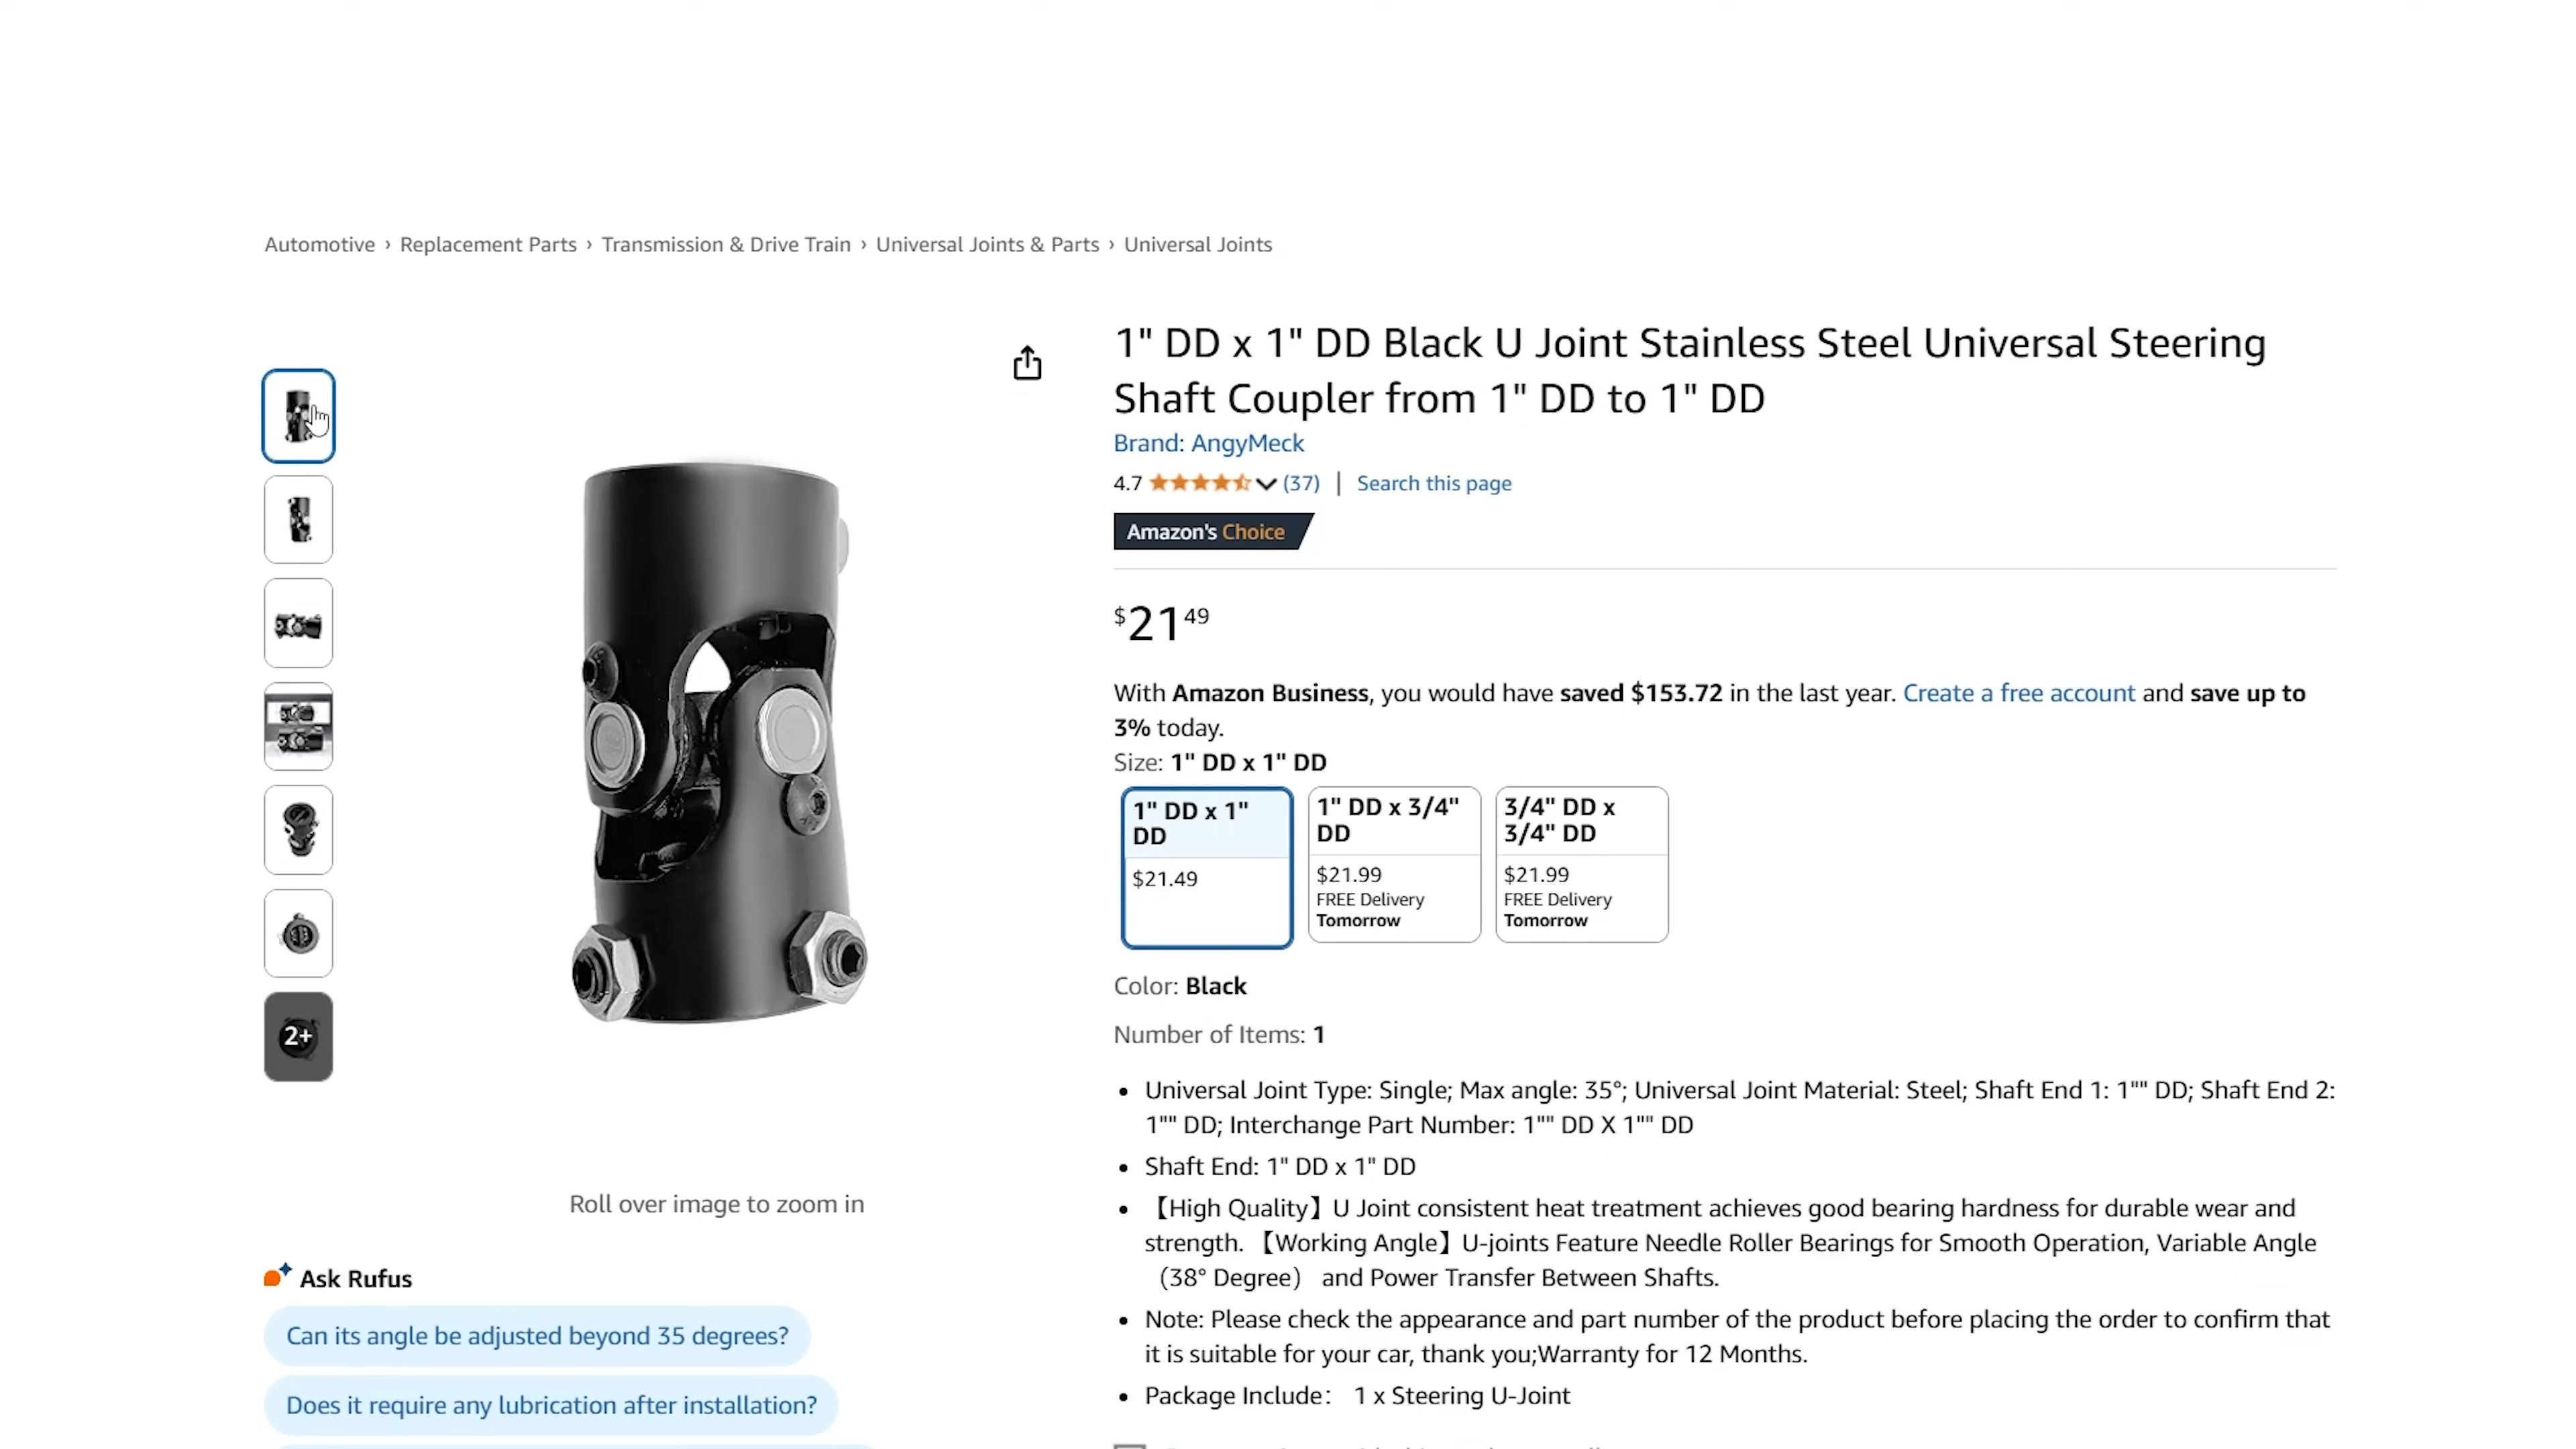 Automotive › Replacement Parts › Transmission & Drive Train › Universal Joints & Parts › Universal Joints
1" DD x 1" DD Black U Joint Stainless Steel Universal Steering
Shaft Coupler from 1" DD to 1" DD
Brand: AngyMeck
4.7 (37) | Search this page
Amazon's Choice
$21 49
With Amazon Business, you would have saved $153.72 in the last year. Create a free account and save up to
3% today.
Size: 1" DD x 1" DD
1" DD x 1"
DD
$21.49
1" DD x 3/4"
DD
$21.99
FREE Delivery
Tomorrow
3/4" DD x
3/4" DD
$21.99
FREE Delivery
Tomorrow
Color: Black
Number of Items: 1
• Universal Joint Type: Single; Max angle: 35°; Universal Joint Material: Steel; Shaft End 1: 1"" DD; Shaft End 2:
1"" DD; Interchange Part Number: 1"" DD X 1"" DD
• Shaft End: 1" DD x 1" DD
• 【High Quality】U Joint consistent heat treatment achieves good bearing hardness for durable wear and
strength. 【Working Angle】U-joints Feature Needle Roller Bearings for Smooth Operation, Variable Angle
（38° Degree） and Power Transfer Between Shafts.
• Note: Please check the appearance and part number of the product before placing the order to confirm that
it is suitable for your car, thank you;Warranty for 12 Months.
• Package Include： 1 x Steering U-Joint
2+
Roll over image to zoom in
Ask Rufus
Can its angle be adjusted beyond 35 degrees?
Does it require any lubrication after installation?